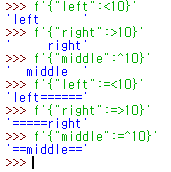 >>> f'{"left":<10}'
'left      '
>>> f'{"right":>10}'
'     right'
>>> f'{"middle":^10}'
'  middle  '
>>> f'{"left":=<10}'
'left======'
>>> f'{"right":=>10}'
'=====right'
>>> f'{"middle":=^10}'
'==middle=='
>>>